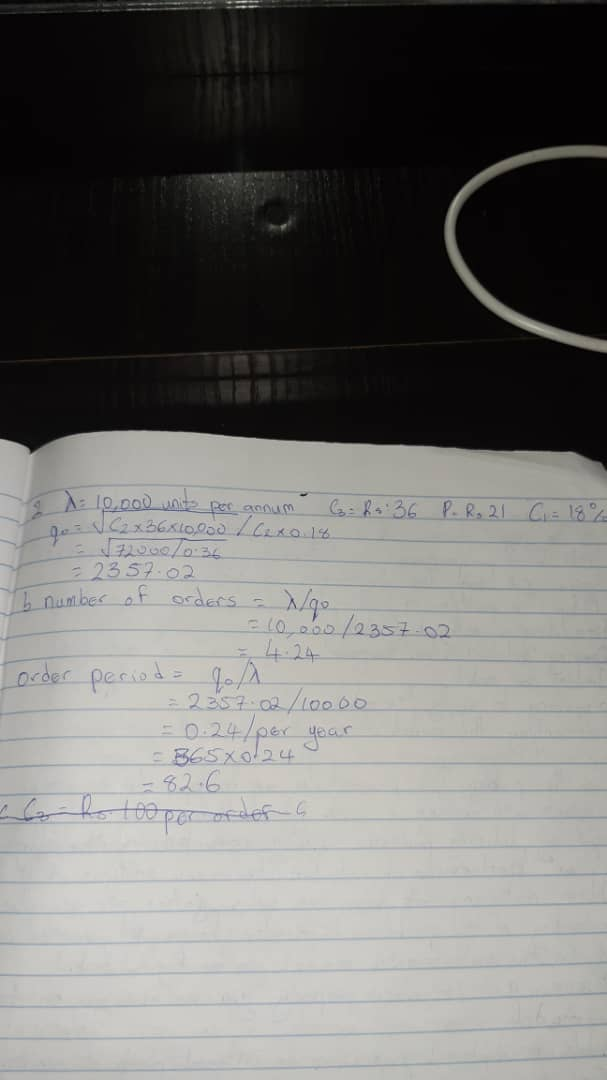 2 λ= 10,000 units per annum C3= Rs.36 P= Rs 21 C1= 18%
q0= √(2x36x10,000 / (2x0.18
= √72000/0.36
= 2357.02
b number of orders = λ/q0
= 10,000/2357.02
= 4.24
order period = q0/λ
= 2357.02/10000
= 0.24/per year
= 365x0.24
= 82.6
C3 = Rs.100 per order